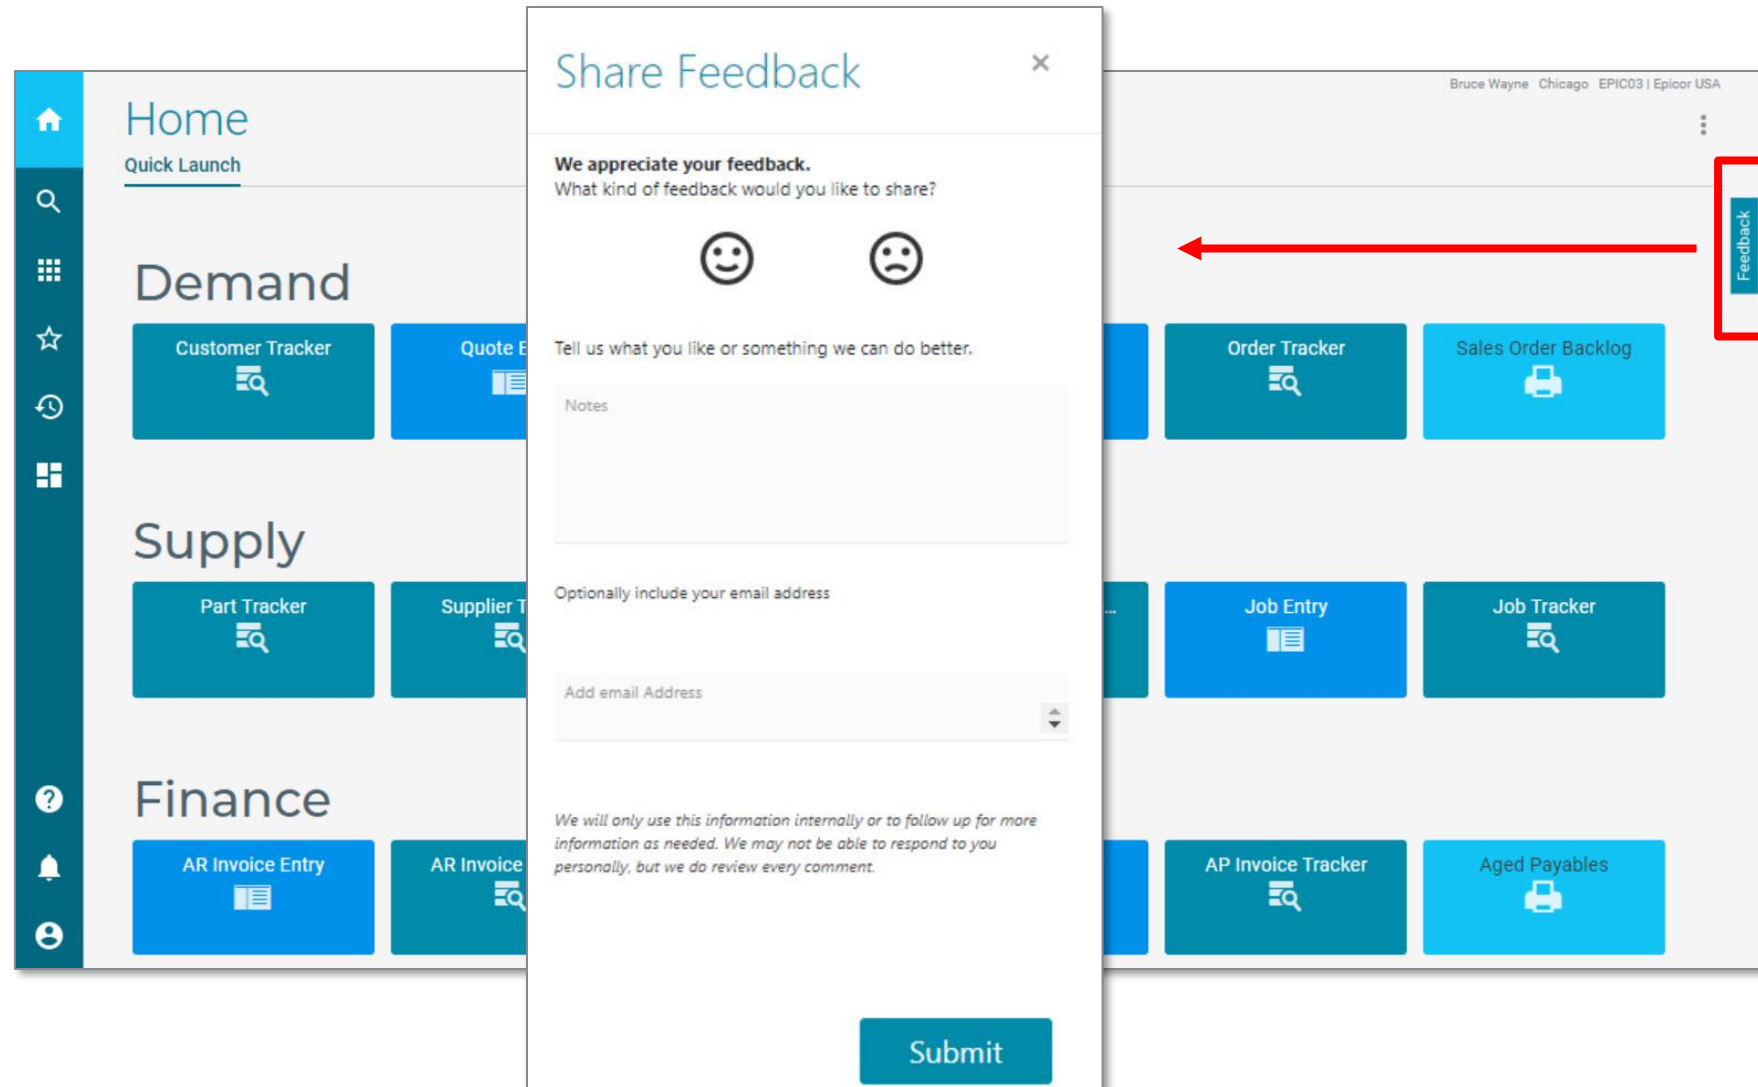 Share Feedback
×
Bruce Wayne Chicago EPIC03 | Epicor USA
Home
Quick Launch
We appreciate your feedback.
What kind of feedback would you like to share?
Feedback
Demand
Customer Tracker
Quote E
Order Tracker
Sales Order Backlog
Tell us what you like or something we can do better.
Notes
Supply
Part Tracker
Supplier T
...
Job Entry
Job Tracker
Optionally include your email address
Add email Address
Finance
AR Invoice Entry
AR Invoice
AP Invoice Tracker
Aged Payables
We will only use this information internally or to follow up for more
information as needed. We may not be able to respond to you
personally, but we do review every comment.
Submit